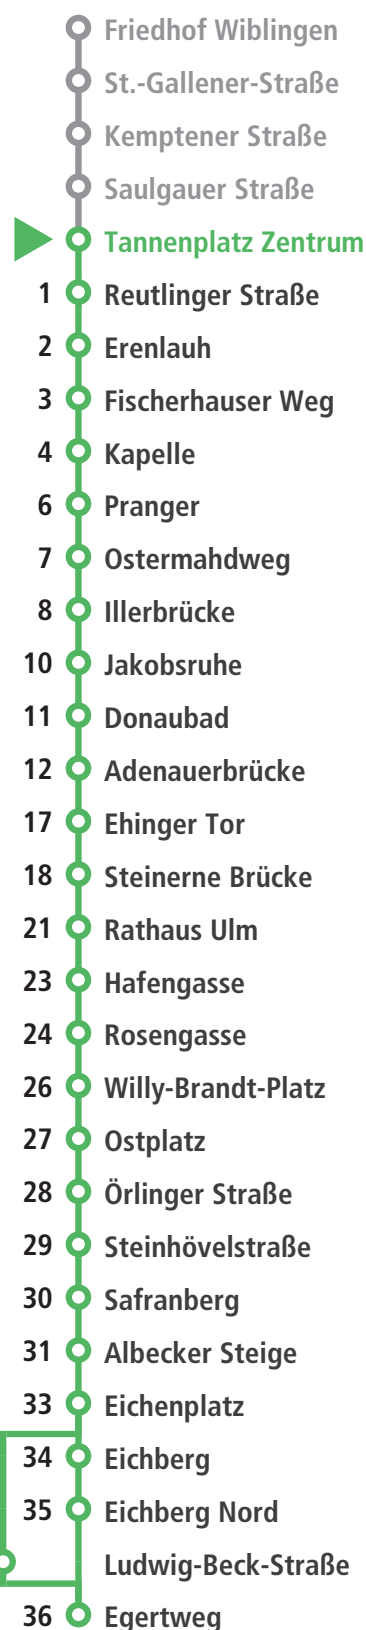 Friedhof Wiblingen
St.-Gallener-Straße
Kemptener Straße
Saulgauer Straße
Tannenplatz Zentrum
1 Reutlinger Straße
2 Erenlauh
3 Fischerhauser Weg
4 Kapelle
6 Pranger
7 Ostermahdweg
8 Illerbrücke
10 Jakobsruhe
11 Donaubad
12 Adenauerbrücke
17 Ehinger Tor
18 Steinerne Brücke
21 Rathaus Ulm
23 Hafengasse
24 Rosengasse
26 Willy-Brandt-Platz
27 Ostplatz
28 Örlinger Straße
29 Steinhövelstraße
30 Safranberg
31 Albecker Steige
33 Eichenplatz
34 Eichberg
35 Eichberg Nord
Ludwig-Beck-Straße
36 Egertweg